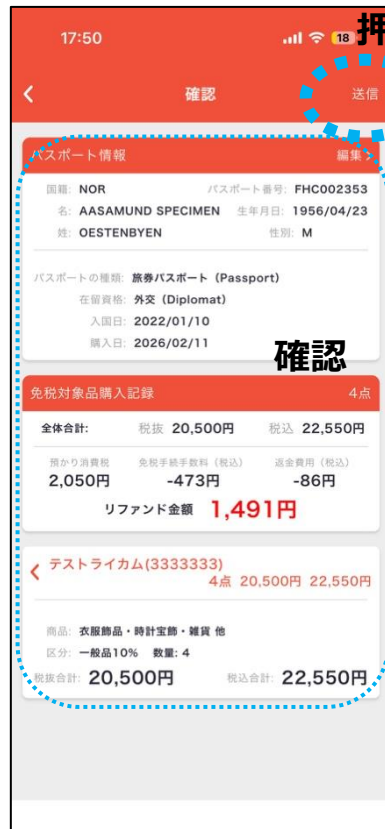 17:50 18 押
確認 送信
パスポート情報 編集 >
国籍: NOR パスポート番号: FHC002353
名: AASAMUND SPECIMEN 生年月日: 1956/04/23
姓: OESTENBYEN 性別: M
パスポートの種類: 旅券/パスポート（Passport）
在留資格: 外交（Diplomat）
入国日: 2022/01/10
購入日: 2026/02/11
確認
免税対象品購入記録 4点
全体合計: 税抜 20,500円 税込 22,550円
預かり消費税 免税手続手数料（税込） 返金費用（税込）
2,050円 -473円 -86円
リファンド金額 1,491円
テストライカム(3333333)
4点 20,500円 22,550円
商品: 衣服飾品・時計宝飾・雑貨 他
区分: 一般品10% 数量: 4
税抜合計: 20,500円 税込合計: 22,550円